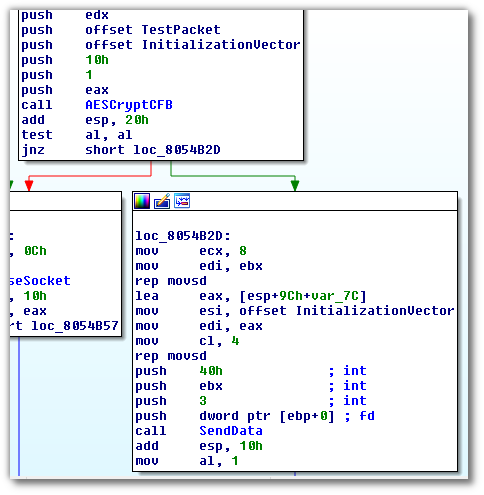 push edx
push offset TestPacket
push offset InitializationVector
push 10h
push 1
push eax
call AESCryptCFB
add esp, 20h
test al, al
jnz short loc_8054B2D
:
, 0Ch
seSocket
, 10h
, eax
rt loc_8054B57
loc_8054B2D:
mov ecx, 8
mov edi, ebx
rep movsd
lea eax, [esp+9Ch+var_7C]
mov esi, offset InitializationVector
mov edi, eax
mov cl, 4
rep movsd
push 40h ; int
push ebx ; int
push 3 ; int
push dword ptr [ebp+0] ; fd
call SendData
add esp, 10h
mov al, 1